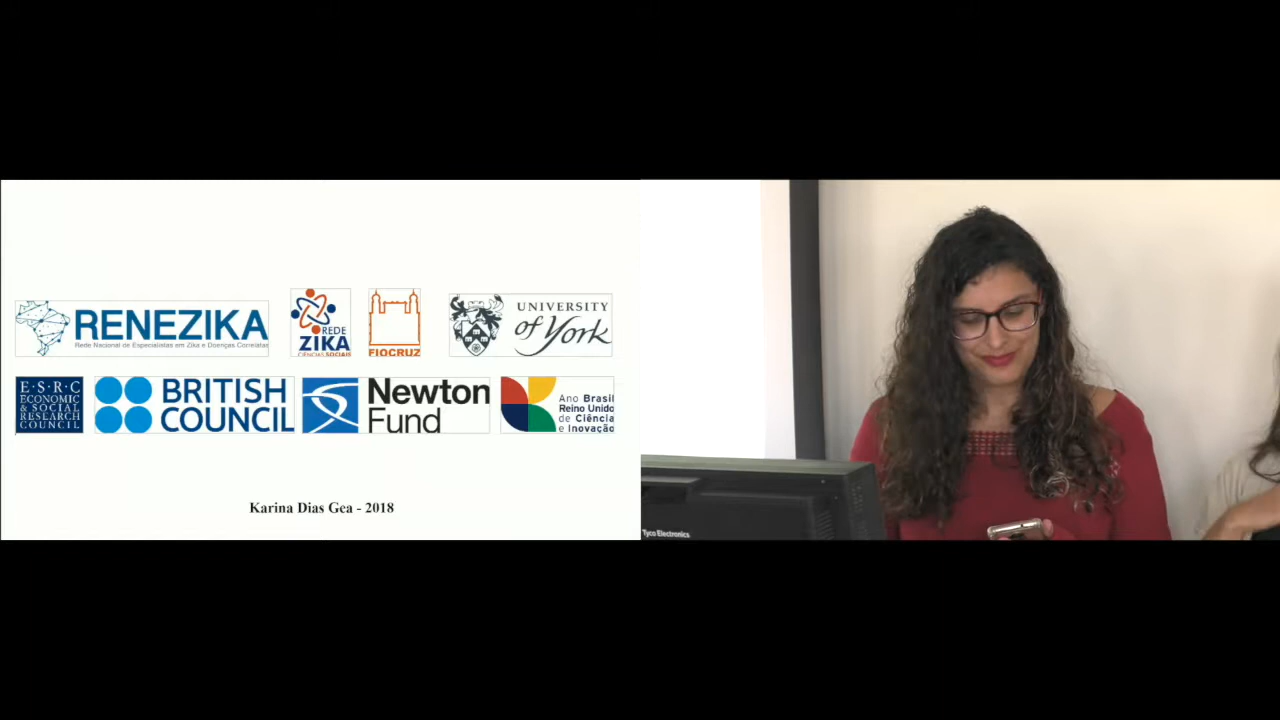 RENEZIKA
Rede Nacional de Especialistas em Zika e Doenças Correlatas
REDE
ZIKA
CIÊNCIAS SOCIAIS
FIOCRUZ
UNIVERSITY
of York
E·S·R·C
ECONOMIC
& SOCIAL
RESEARCH
COUNCIL
BRITISH
COUNCIL
Newton
Fund
Ano Brasil
Reino Unido
de Ciência
e Inovação
Karina Dias Gea - 2018
Tyco Electronics